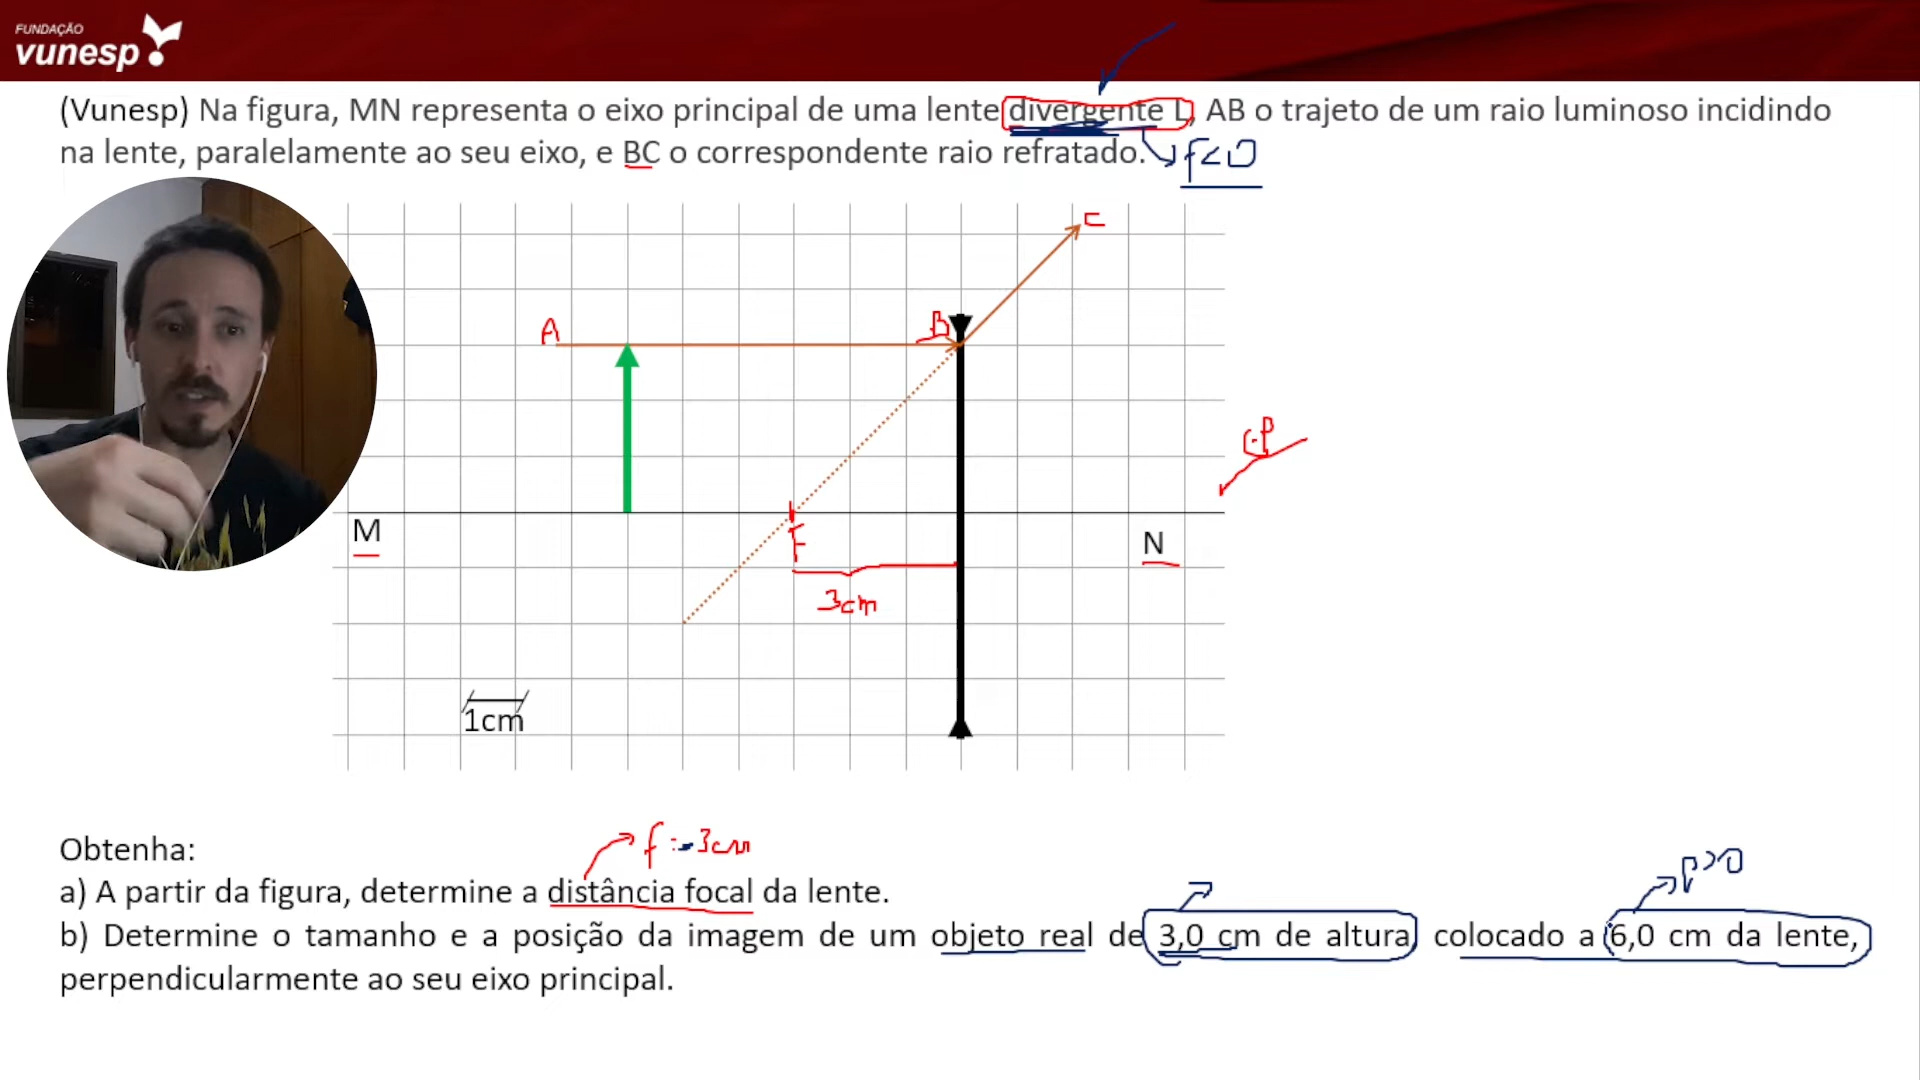 FUNDAÇÃO
vunesp
(Vunesp) Na figura, MN representa o eixo principal de uma lente divergente L, AB o trajeto de um raio luminoso incidindo
na lente, paralelamente ao seu eixo, e BC o correspondente raio refratado.
f<0
C
A
B
C.P
M
F
N
3cm
1cm
Obtenha:
f=-3cm
a) A partir da figura, determine a distância focal da lente.
P>0
b) Determine o tamanho e a posição da imagem de um objeto real de 3,0 cm de altura, colocado a 6,0 cm da lente,
perpendicularmente ao seu eixo principal.